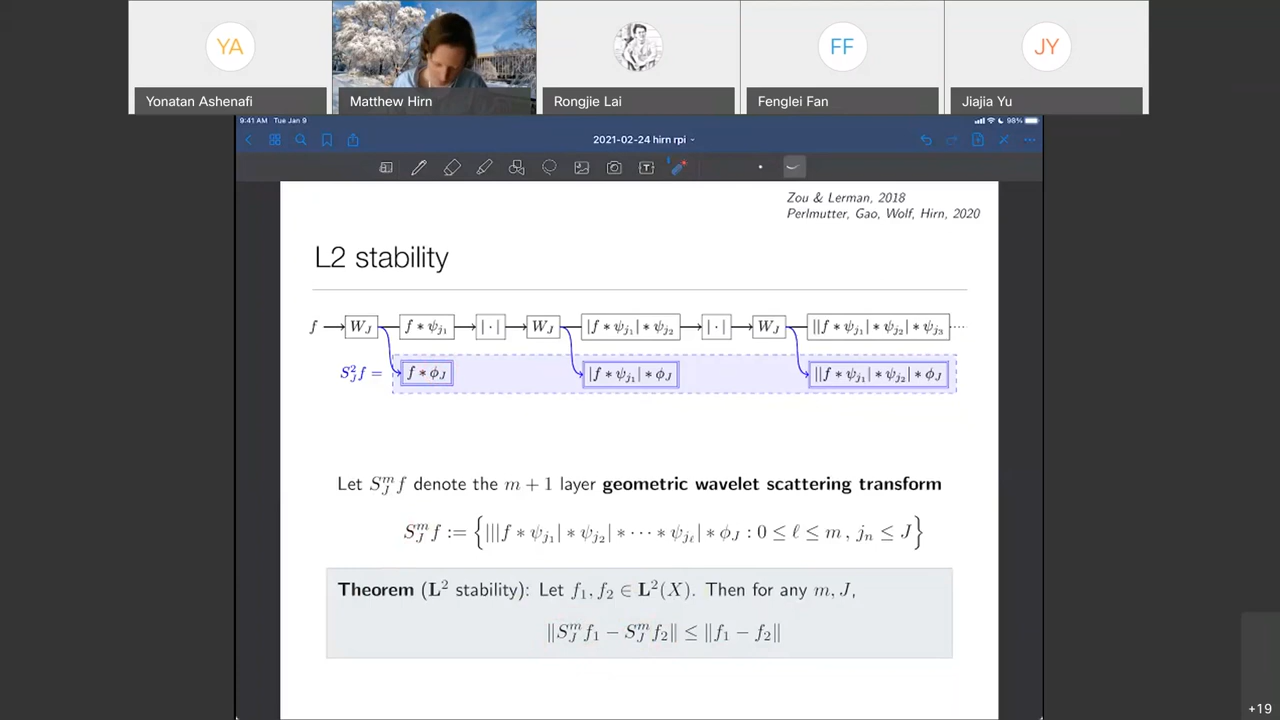 YA
FF
JY
Yonatan Ashenafi
Matthew Hirn
Rongjie Lai
Fenglei Fan
Jiajia Yu
9:41 AM Tue Jan 9
98%
2021-02-24 hirn rpi
T
Zou & Lerman, 2018
Perlmutter, Gao, Wolf, Hirn, 2020
L2 stability
f → W_J f * ψ_{j_1} |·| → W_J |f * ψ_{j_1}| * ψ_{j_2} |·| → W_J ||f * ψ_{j_1}| * ψ_{j_2}| * ψ_{j_3} ····
S_J^2 f = f * ϕ_J |f * ψ_{j_1}| * ϕ_J ||f * ψ_{j_1}| * ψ_{j_2}| * ϕ_J
Let S_J^m f denote the m + 1 layer geometric wavelet scattering transform
S_J^m f := {|||f * ψ_{j_1}| * ψ_{j_2}| * ··· * ψ_{j_ℓ}| * ϕ_J : 0 ≤ ℓ ≤ m, j_n ≤ J}
Theorem (L^2 stability): Let f_1, f_2 ∈ L^2(X). Then for any m, J,
‖S_J^m f_1 − S_J^m f_2‖ ≤ ‖f_1 − f_2‖
+19